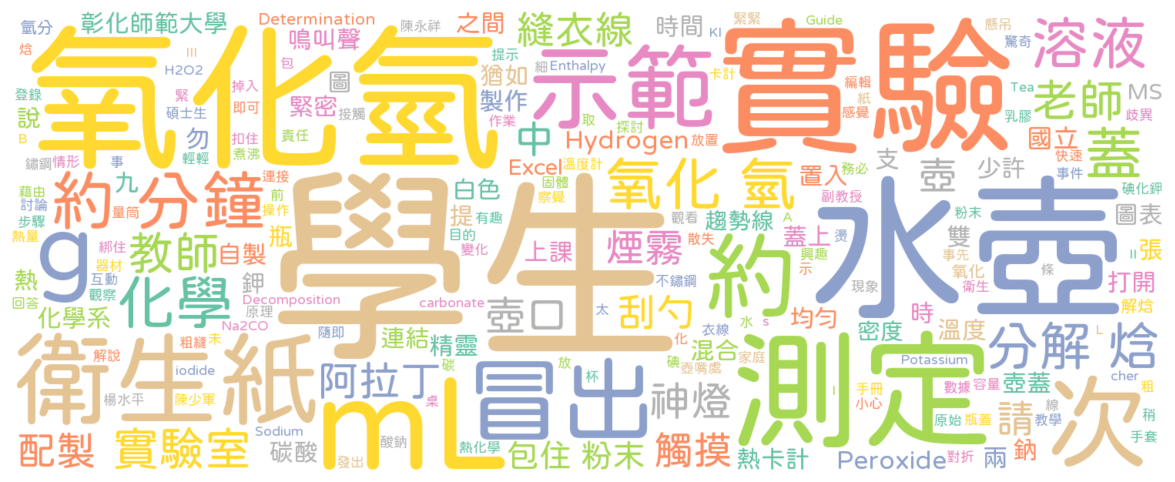 氧化氫
實驗
學生
水壺
測定
mL
冒出
示範
衛生紙
約分鐘
g
約
次
溶液
老師
蓋
化學
教師
氧化 氫
分解 焓
縫衣線
彰化師範大學
鳴叫聲
之間
時間
MS
Hydrogen
Excel
Peroxide
國立
製作
猶如
緊密
中
圖
說
勿
九
白色
提
瓶
熱
自製
鉀
化學系
連結
精靈
阿拉丁
壺口
刮勺
煙霧
上課
蓋上
趨勢線
置入
壺
支
少許
雙
圖表
張
打開
時
均勻
密度
溫度
混合
神燈
壺蓋
請
配製
實驗室
碳酸
包住
粉末
觸摸
熱卡計
兩
鈉
解焓
Determination
陳永祥
緊緊
Guide
懸吊
KI
氫分
焓
H2O2
III
包
掉入
登錄
緊
即可
碩士生
B
扣住
責任
煮沸
輕輕
鏽鋼
情形
事
連接
前
藉由
討論
量筒
操作
步驟
熱量
綁住
器材
互動
回答
觀察
Decomposition
原理
Na2CO
解說
粗縫
未
iodide
楊水平
陳少軍
Sodium
桌
發出
酸鈉
熱化學
碳
隨即
carbonate
太
不鏽鋼
放
杯
碘
化
衣線
水
s
家庭
壺嘴處
提示
細
Enthalpy
接觸
作業
取
探討
放置
卡計
紙
編輯
感覺
Tea
乳膠
驚奇
歧異
快速
事件
溫度計
固體
察覺
有趣
目的
變化
觀看
散失
A
興趣
示
務必
副教授
燙
碘化鉀
粉末
II
事先
氧化
衛生
現象
條
I
L
Potassium
cher
數據
容量
手冊
小心
原始
瓶蓋
線
教學
粗
稍
手套
對折